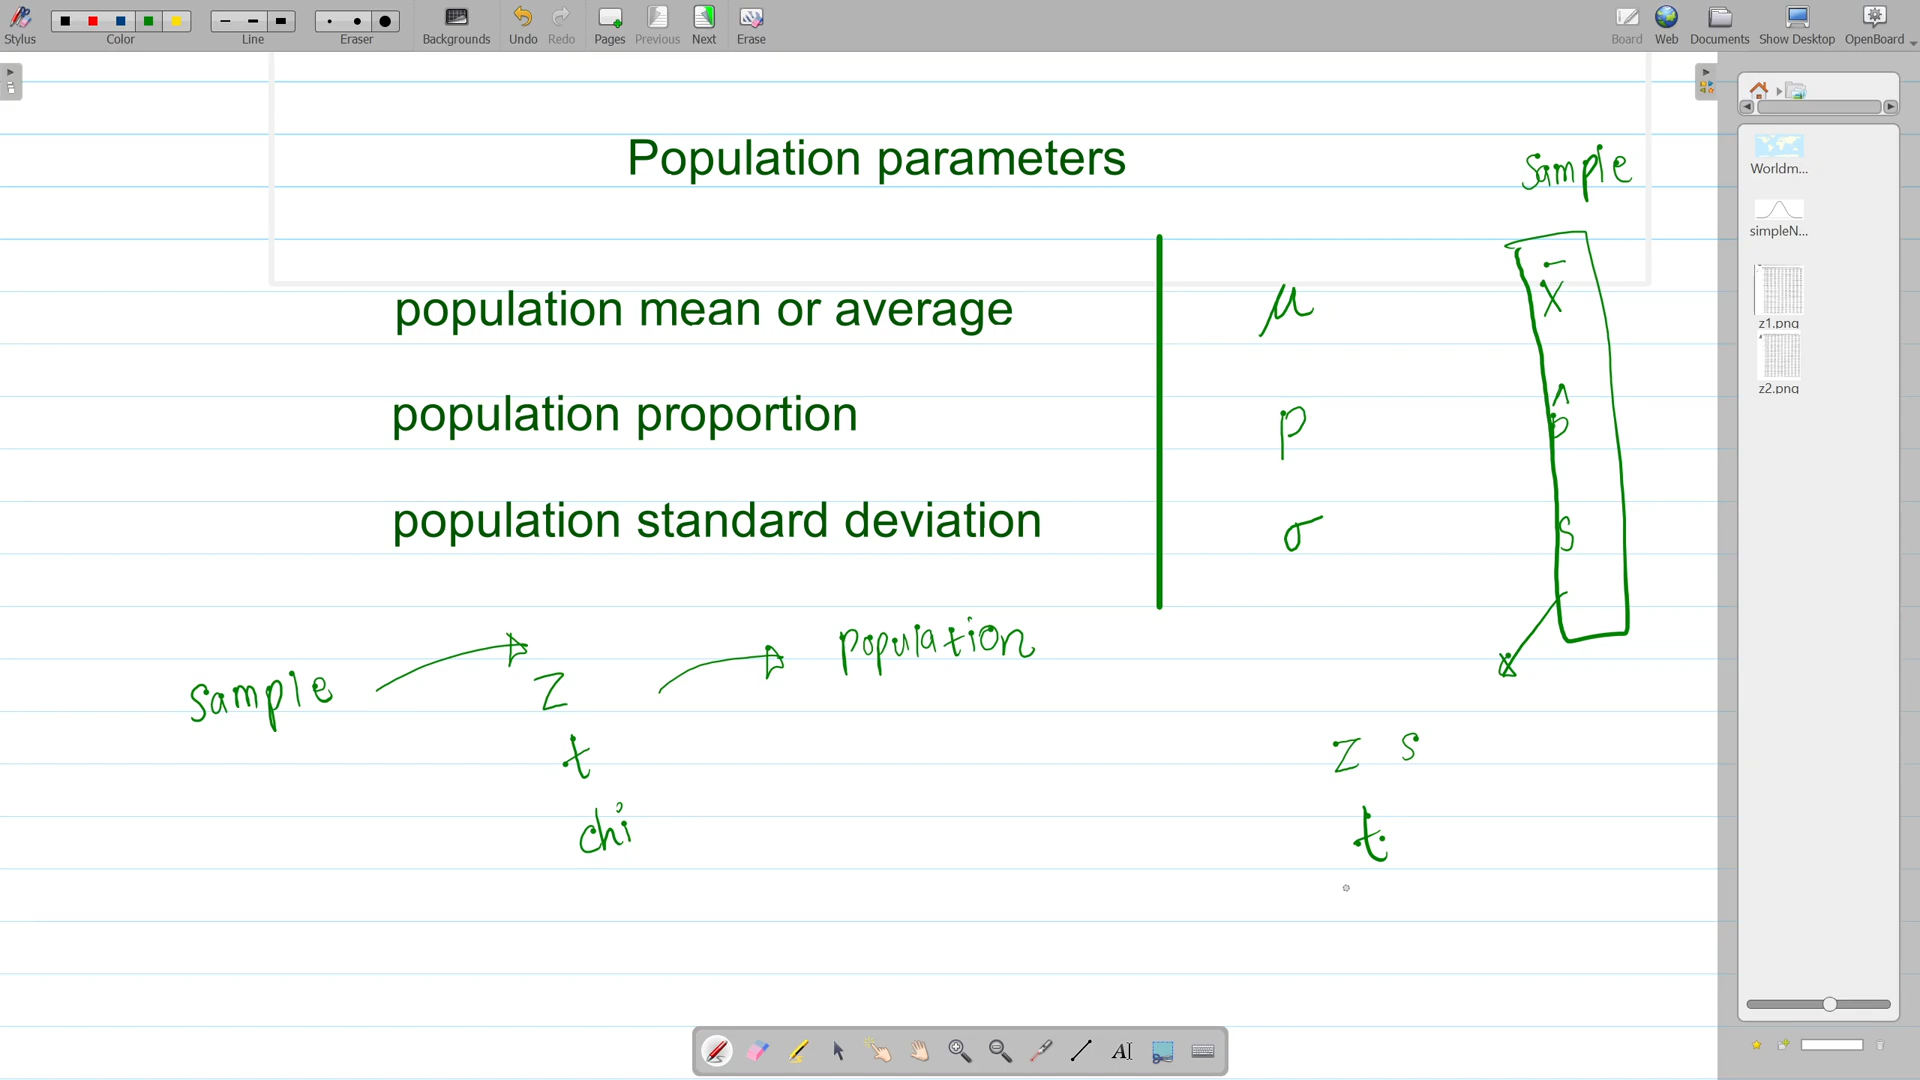 Stylus Color Line Eraser Backgrounds Undo Redo Pages Previous Next Erase Board Web Documents Show Desktop OpenBoard
Population parameters
sample
population mean or average μ x̄
population proportion p p̂
population standard deviation σ s
sample z population
t
chi
z s
t
Worldm...
simpleN...
z1.png
z2.png